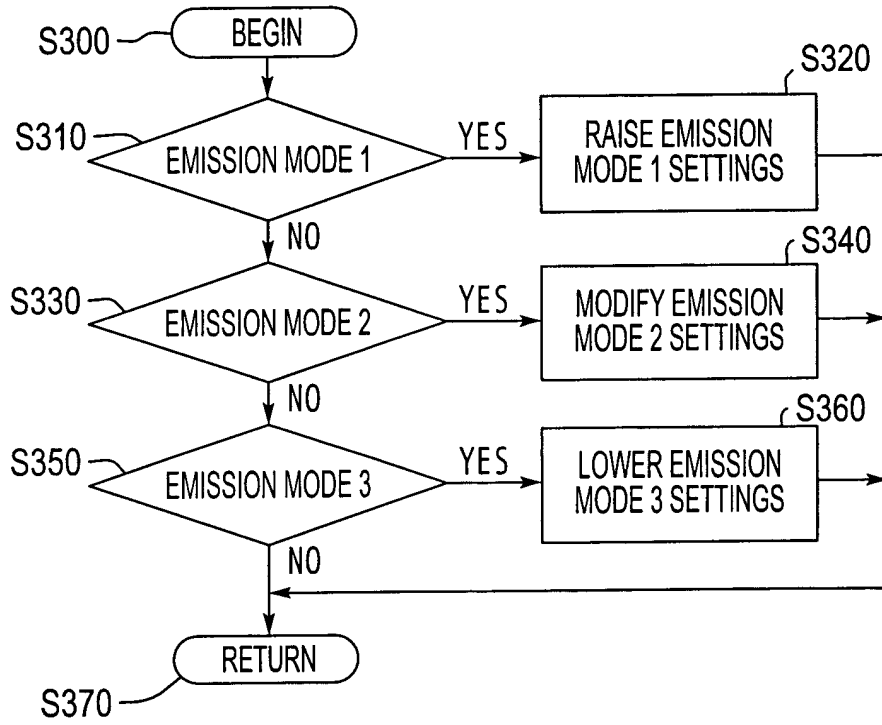 S300
BEGIN
S310
EMISSION MODE 1
YES
S320
RAISE EMISSION
MODE 1 SETTINGS
NO
S330
EMISSION MODE 2
YES
S340
MODIFY EMISSION
MODE 2 SETTINGS
NO
S350
EMISSION MODE 3
YES
S360
LOWER EMISSION
MODE 3 SETTINGS
NO
RETURN
S370